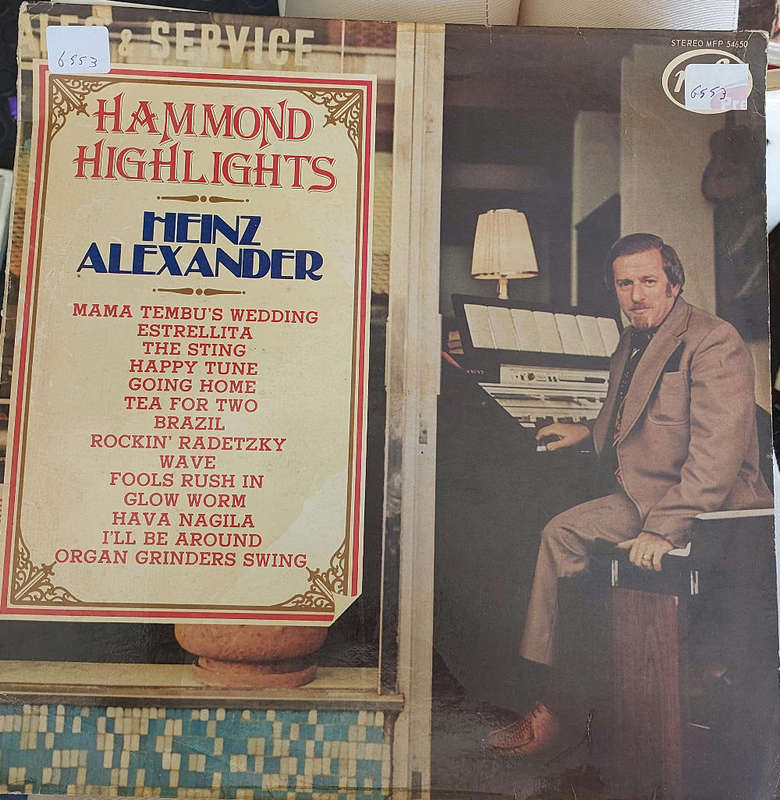 ALES & SERVICE
6553
STEREO MFP 54650
6553
HAMMOND
HIGHLIGHTS
HEINZ
ALEXANDER
MAMA TEMBU'S WEDDING
ESTRELLITA
THE STING
HAPPY TUNE
GOING HOME
TEA FOR TWO
BRAZIL
ROCKIN' RADETZKY
WAVE
FOOLS RUSH IN
GLOW WORM
HAVA NAGILA
I'LL BE AROUND
ORGAN GRINDERS SWING